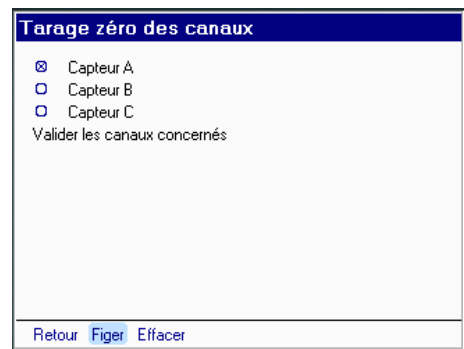 Tarage zéro des canaux
Capteur A
Capteur B
Capteur C
Valider les canaux concernés
Retour Figer Effacer